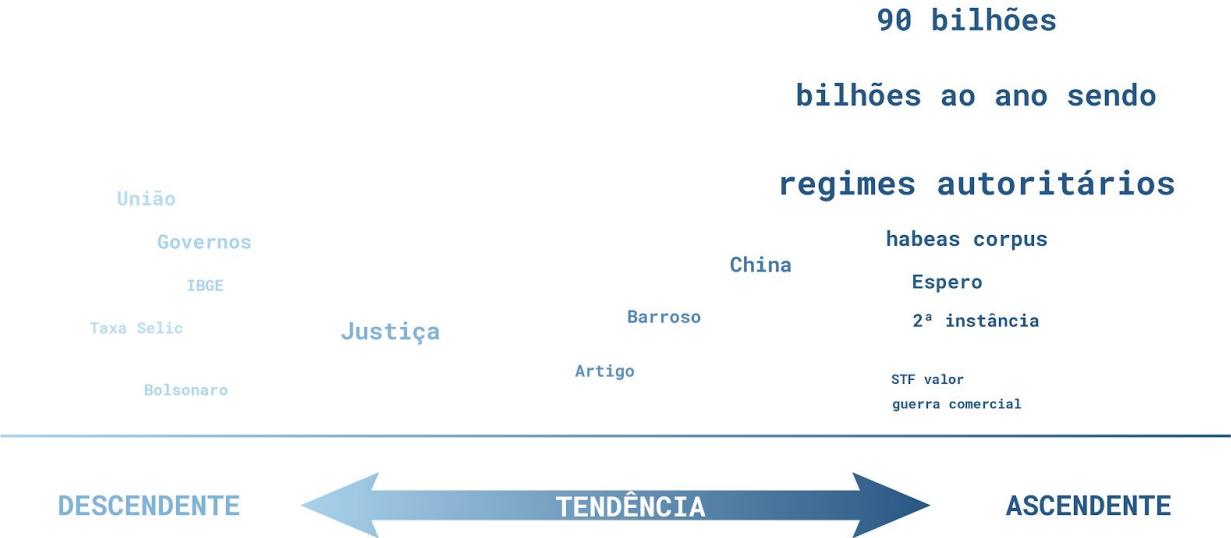 90 bilhões
bilhões ao ano sendo
regimes autoritários
União
habeas corpus
Governos
China
Espero
IBGE
Barroso
2ª instância
Taxa Selic
Justiça
Artigo
STF valor
Bolsonaro
guerra comercial
DESCENDENTE
TENDÊNCIA
ASCENDENTE